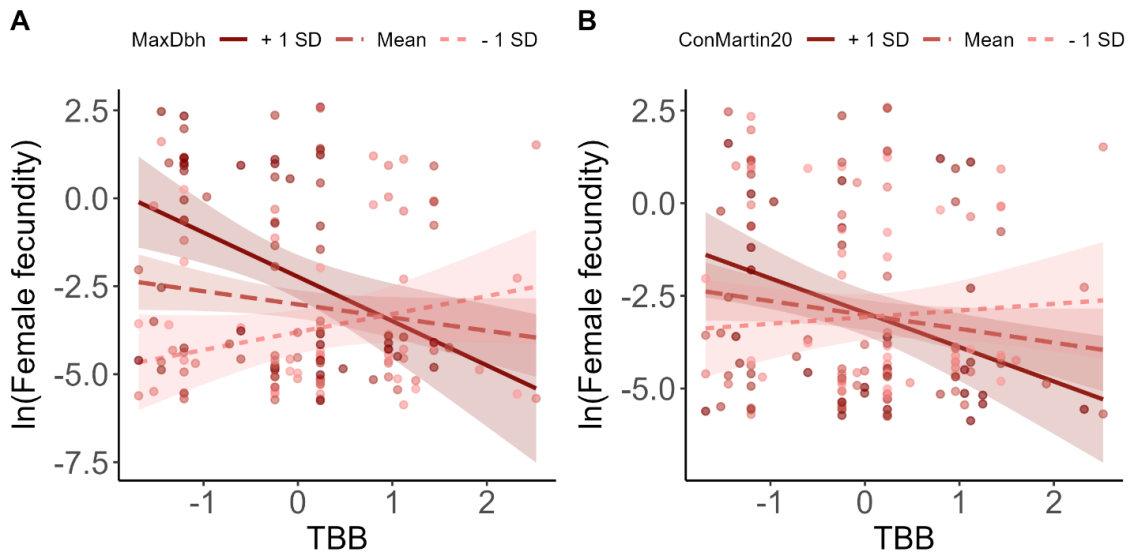 A
MaxDbh + 1 SD Mean - 1 SD
ln(Female fecundity)
2.5
0.0
-2.5
-5.0
-7.5
-1 0 1 2
TBB
B
ConMartin20 + 1 SD Mean - 1 SD
ln(Female fecundity)
2.5
0.0
-2.5
-5.0
-1 0 1 2
TBB